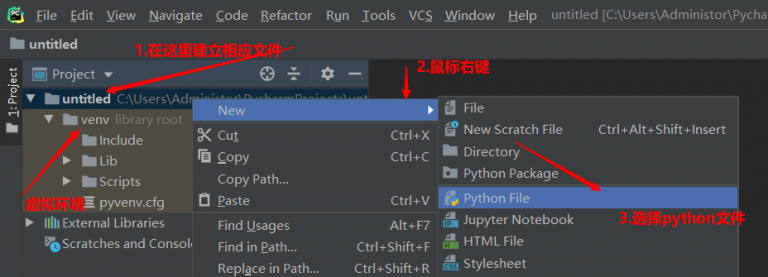 PC File Edit View Navigate Code Refactor Run Tools VCS Window Help untitled [C:\Users\Administor\Pycha
untitled
1.在这里建立相应文件
2.鼠标右键
1: Project
Project
untitled C:\Users\Administor\PycharmProjects\unt
New
File
venv library root
Cut Ctrl+X
New Scratch File Ctrl+Alt+Shift+Insert
Include
Copy Ctrl+C
Directory
Lib
Copy Path...
Python Package
Scripts
Paste Ctrl+V
Python File
虚拟环境
pyvenv.cfg
3.选择python文件
External Libraries
Find Usages Alt+F7
Jupyter Notebook
Scratches and Console
Find in Path... Ctrl+Shift+F
HTML File
Replace in Path... Ctrl+Shift+R
Stylesheet